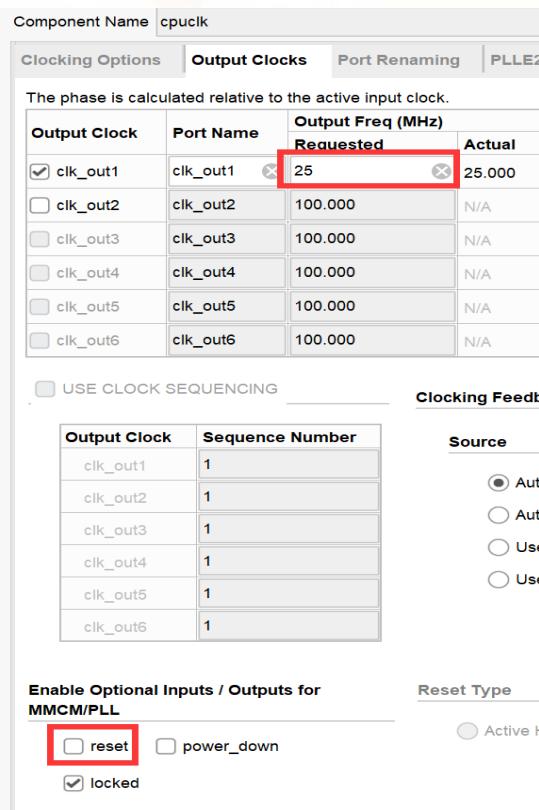 Component Name cpuclk
Clocking Options Output Clocks Port Renaming PLLE2
The phase is calculated relative to the active input clock.
Output Clock Port Name Output Freq (MHz)
Requested Actual
clk_out1 clk_out1 25 25.000
clk_out2 clk_out2 100.000 N/A
clk_out3 clk_out3 100.000 N/A
clk_out4 clk_out4 100.000 N/A
clk_out5 clk_out5 100.000 N/A
clk_out6 clk_out6 100.000 N/A
USE CLOCK SEQUENCING
Clocking Feedb
Output Clock Sequence Number
Source
clk_out1 1
Aut
clk_out2 1
Aut
clk_out3 1
Use
clk_out4 1
Use
clk_out5 1
clk_out6 1
Enable Optional Inputs / Outputs for
MMCM/PLL
Reset Type
reset power_down
Active H
locked